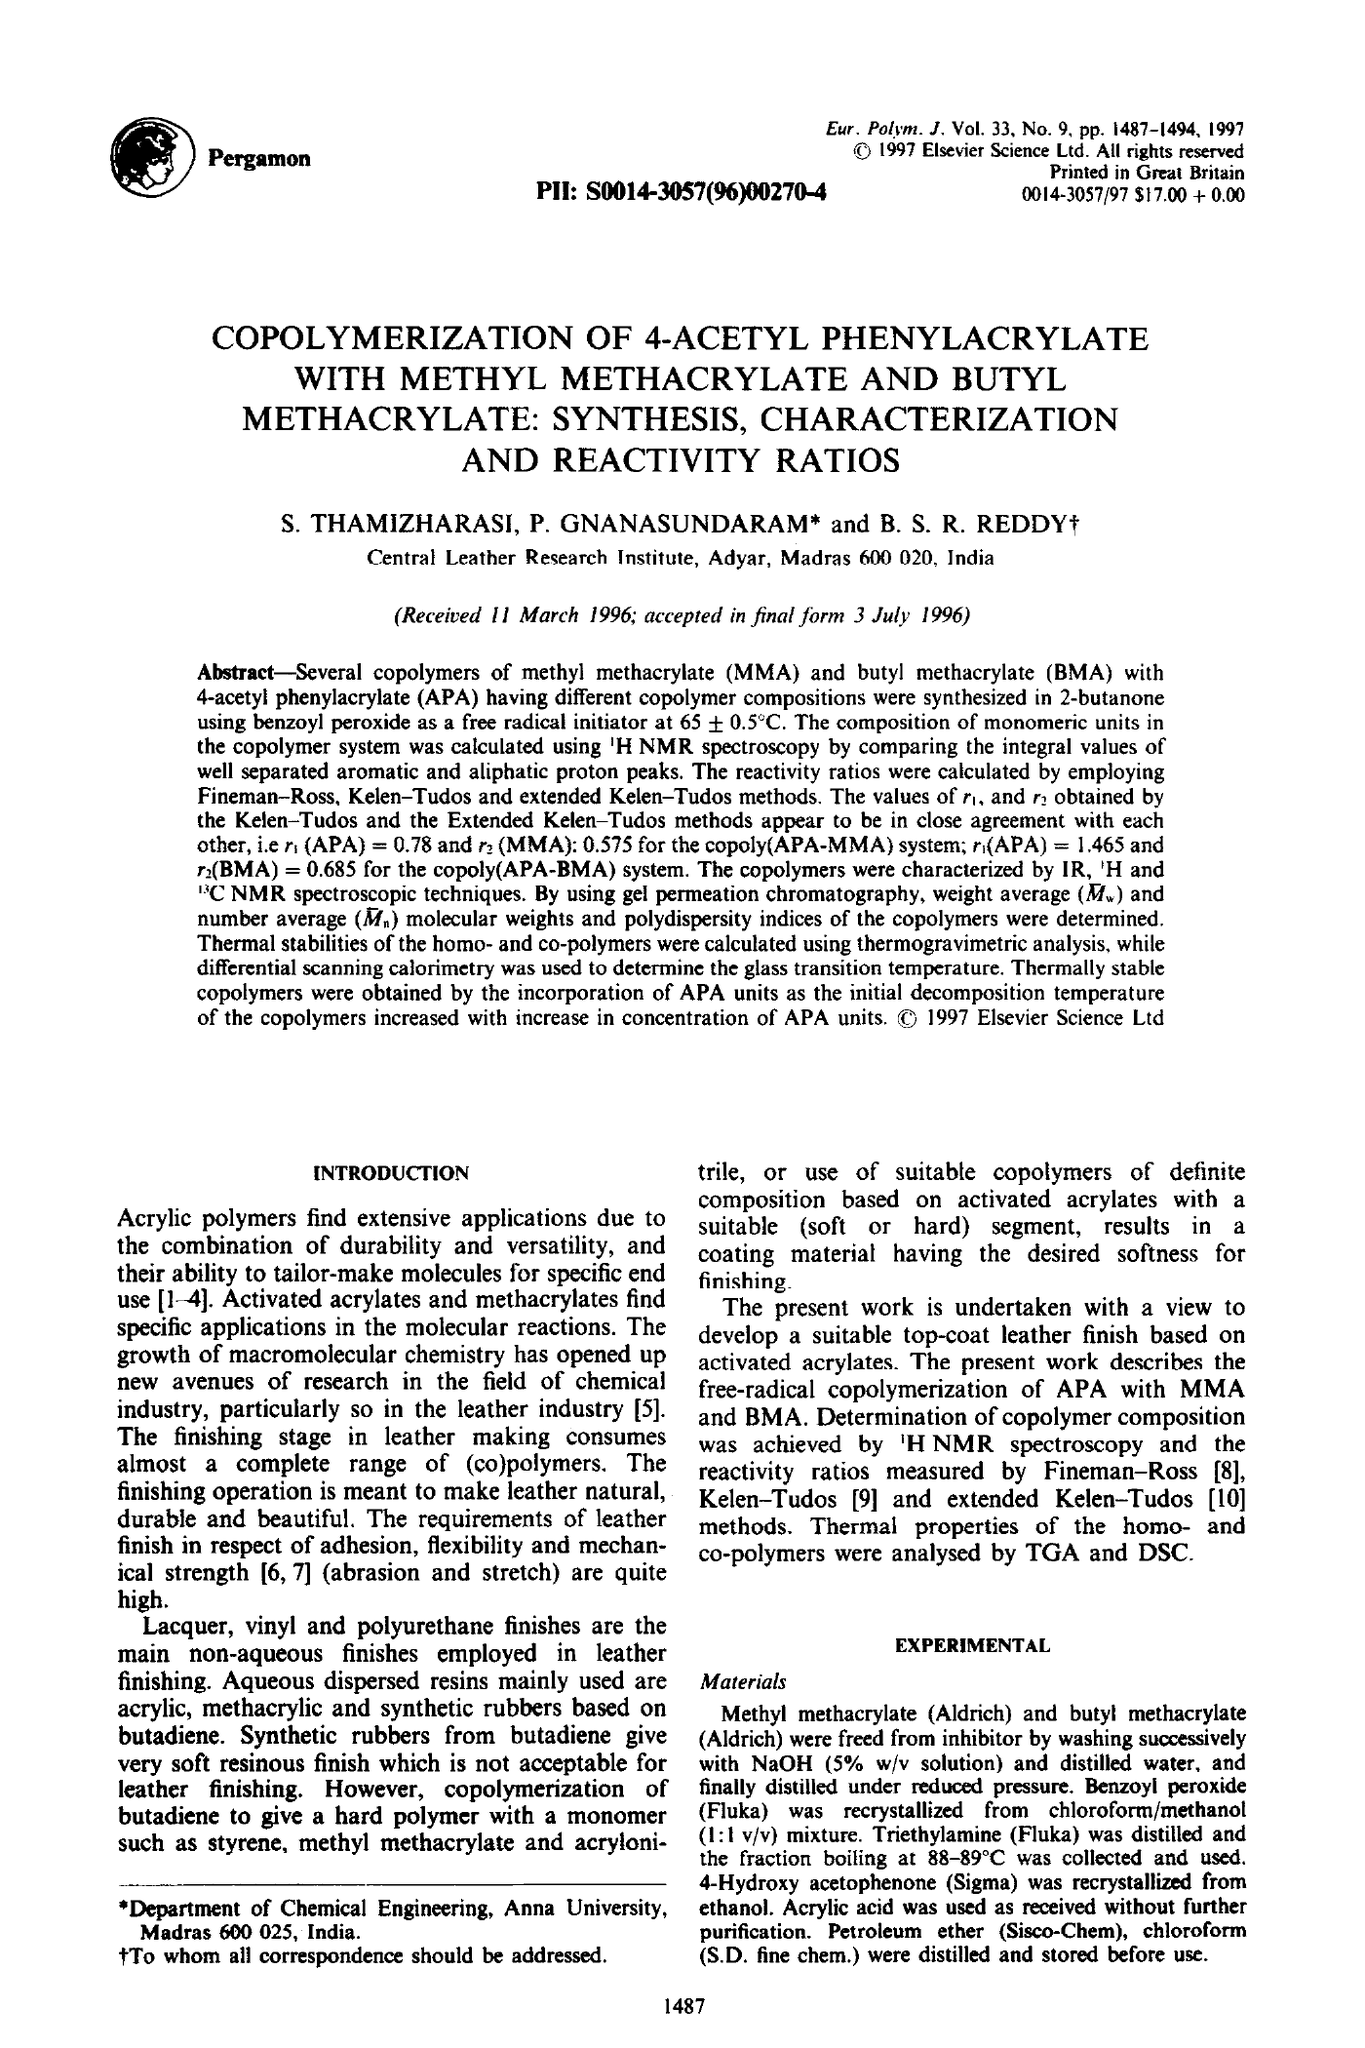 Pergamon
PII: S0014-3057(96)00270-4
Eur. Polym. J. Vol. 33, No. 9, pp. 1487–1494, 1997
© 1997 Elsevier Science Ltd. All rights reserved
Printed in Great Britain
0014-3057/97 $17.00 + 0.00
COPOLYMERIZATION OF 4-ACETYL PHENYLACRYLATE
WITH METHYL METHACRYLATE AND BUTYL
METHACRYLATE: SYNTHESIS, CHARACTERIZATION
AND REACTIVITY RATIOS
S. THAMIZHARASI, P. GNANASUNDARAM* and B. S. R. REDDY†
Central Leather Research Institute, Adyar, Madras 600 020, India
(Received 11 March 1996; accepted in final form 3 July 1996)
Abstract—Several copolymers of methyl methacrylate (MMA) and butyl methacrylate (BMA) with
4-acetyl phenylacrylate (APA) having different copolymer compositions were synthesized in 2-butanone
using benzoyl peroxide as a free radical initiator at 65 ± 0.5°C. The composition of monomeric units in
the copolymer system was calculated using ¹H NMR spectroscopy by comparing the integral values of
well separated aromatic and aliphatic proton peaks. The reactivity ratios were calculated by employing
Fineman–Ross, Kelen–Tudos and extended Kelen–Tudos methods. The values of r₁, and r₂ obtained by
the Kelen–Tudos and the Extended Kelen–Tudos methods appear to be in close agreement with each
other, i.e r₁ (APA) = 0.78 and r₂ (MMA): 0.575 for the copoly(APA-MMA) system; r₁(APA) = 1.465 and
r₂(BMA) = 0.685 for the copoly(APA-BMA) system. The copolymers were characterized by IR, ¹H and
¹³C NMR spectroscopic techniques. By using gel permeation chromatography, weight average (M̄w) and
number average (M̄n) molecular weights and polydispersity indices of the copolymers were determined.
Thermal stabilities of the homo- and co-polymers were calculated using thermogravimetric analysis, while
differential scanning calorimetry was used to determine the glass transition temperature. Thermally stable
copolymers were obtained by the incorporation of APA units as the initial decomposition temperature
of the copolymers increased with increase in concentration of APA units. © 1997 Elsevier Science Ltd
INTRODUCTION
Acrylic polymers find extensive applications due to
the combination of durability and versatility, and
their ability to tailor-make molecules for specific end
use [1–4]. Activated acrylates and methacrylates find
specific applications in the molecular reactions. The
growth of macromolecular chemistry has opened up
new avenues of research in the field of chemical
industry, particularly so in the leather industry [5].
The finishing stage in leather making consumes
almost a complete range of (co)polymers. The
finishing operation is meant to make leather natural,
durable and beautiful. The requirements of leather
finish in respect of adhesion, flexibility and mechan-
ical strength [6, 7] (abrasion and stretch) are quite
high.
Lacquer, vinyl and polyurethane finishes are the
main non-aqueous finishes employed in leather
finishing. Aqueous dispersed resins mainly used are
acrylic, methacrylic and synthetic rubbers based on
butadiene. Synthetic rubbers from butadiene give
very soft resinous finish which is not acceptable for
leather finishing. However, copolymerization of
butadiene to give a hard polymer with a monomer
such as styrene, methyl methacrylate and acryloni-
*Department of Chemical Engineering, Anna University,
Madras 600 025, India.
†To whom all correspondence should be addressed.
trile, or use of suitable copolymers of definite
composition based on activated acrylates with a
suitable (soft or hard) segment, results in a
coating material having the desired softness for
finishing.
The present work is undertaken with a view to
develop a suitable top-coat leather finish based on
activated acrylates. The present work describes the
free-radical copolymerization of APA with MMA
and BMA. Determination of copolymer composition
was achieved by ¹H NMR spectroscopy and the
reactivity ratios measured by Fineman–Ross [8],
Kelen–Tudos [9] and extended Kelen–Tudos [10]
methods. Thermal properties of the homo- and
co-polymers were analysed by TGA and DSC.
EXPERIMENTAL
Materials
Methyl methacrylate (Aldrich) and butyl methacrylate
(Aldrich) were freed from inhibitor by washing successively
with NaOH (5% w/v solution) and distilled water, and
finally distilled under reduced pressure. Benzoyl peroxide
(Fluka) was recrystallized from chloroform/methanol
(1:1 v/v) mixture. Triethylamine (Fluka) was distilled and
the fraction boiling at 88–89°C was collected and used.
4-Hydroxy acetophenone (Sigma) was recrystallized from
ethanol. Acrylic acid was used as received without further
purification. Petroleum ether (Sisco-Chem), chloroform
(S.D. fine chem.) were distilled and stored before use.
1487